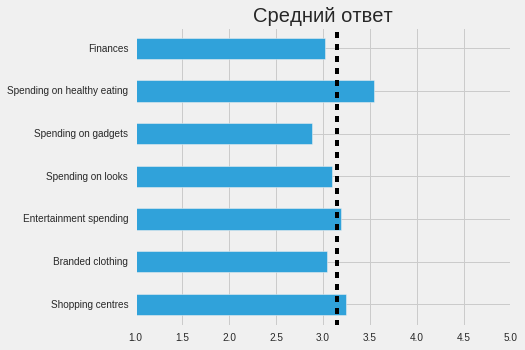 Средний ответ
Finances
Spending on healthy eating
Spending on gadgets
Spending on looks
Entertainment spending
Branded clothing
Shopping centres
1.0 1.5 2.0 2.5 3.0 3.5 4.0 4.5 5.0